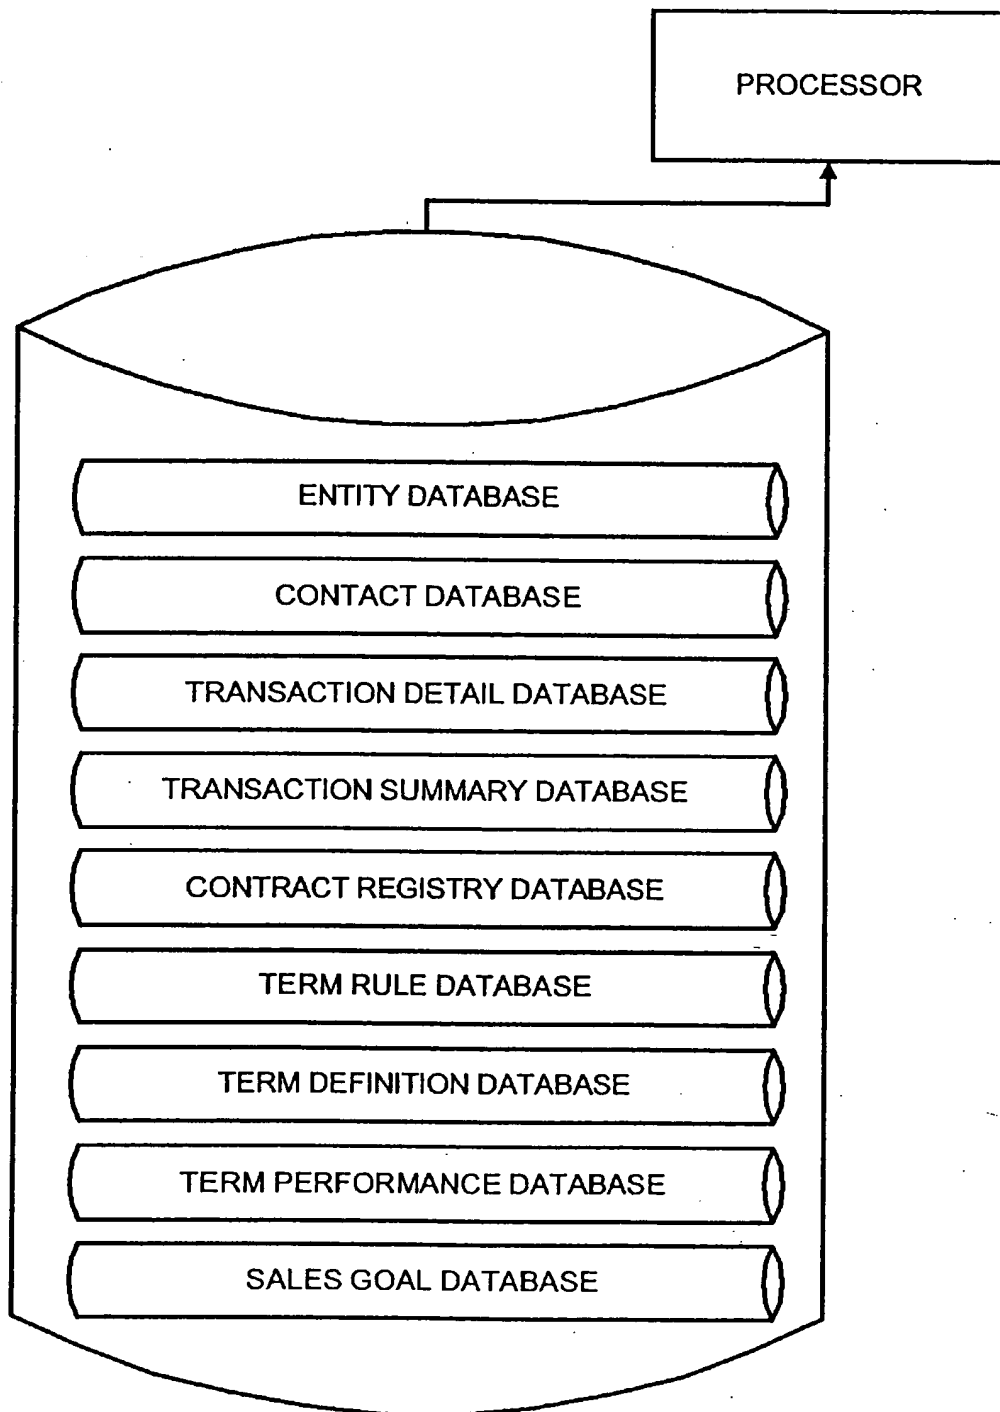 PROCESSOR
ENTITY DATABASE
CONTACT DATABASE
TRANSACTION DETAIL DATABASE
TRANSACTION SUMMARY DATABASE
CONTRACT REGISTRY DATABASE
TERM RULE DATABASE
TERM DEFINITION DATABASE
TERM PERFORMANCE DATABASE
SALES GOAL DATABASE